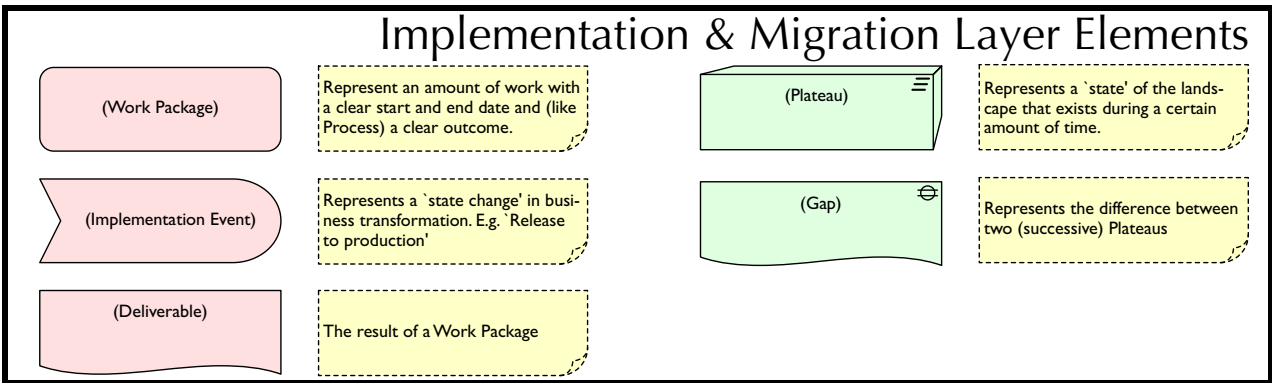 Implementation & Migration Layer Elements
(Work Package)
Represent an amount of work with
a clear start and end date and (like
Process) a clear outcome.
(Plateau)
Represents a `state' of the lands-
cape that exists during a certain
amount of time.
(Implementation Event)
Represents a `state change' in busi-
ness transformation. E.g. `Release
to production'
(Gap)
Represents the difference between
two (successive) Plateaus
(Deliverable)
The result of a Work Package